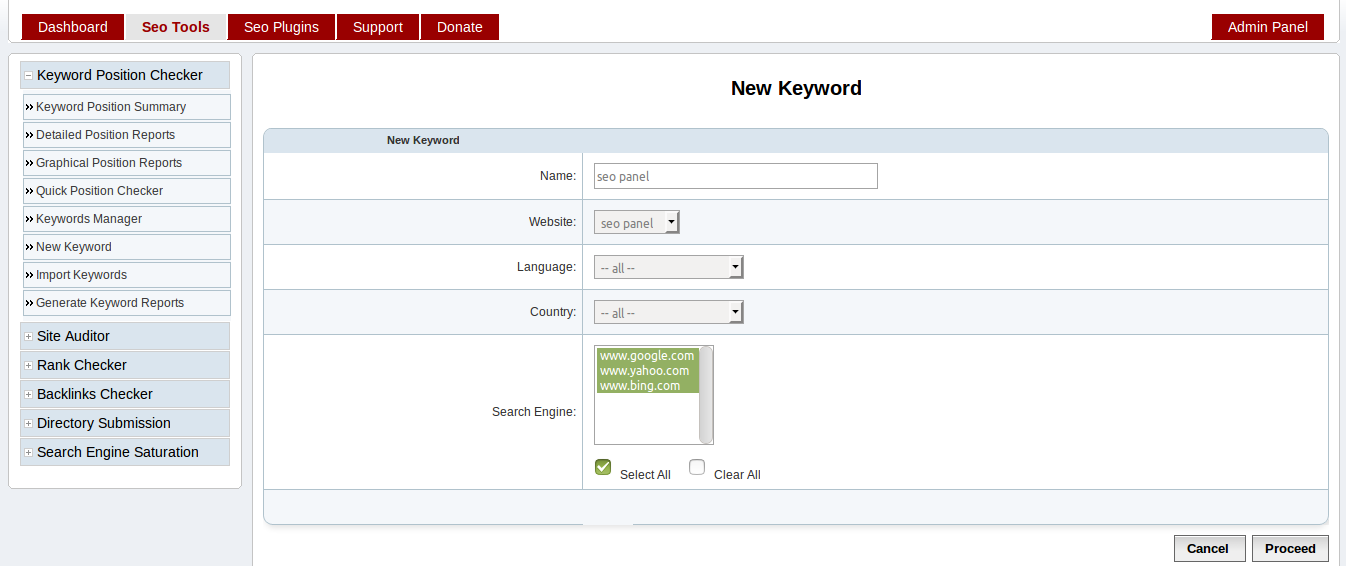 Dashboard Seo Tools Seo Plugins Support Donate Admin Panel
Keyword Position Checker
Keyword Position Summary
Detailed Position Reports
Graphical Position Reports
Quick Position Checker
Keywords Manager
New Keyword
Import Keywords
Generate Keyword Reports
Site Auditor
Rank Checker
Backlinks Checker
Directory Submission
Search Engine Saturation
New Keyword
New Keyword
Name: seo panel
Website: seo panel
Language: -- all --
Country: -- all --
Search Engine:
www.google.com
www.yahoo.com
www.bing.com
Select All Clear All
Cancel Proceed